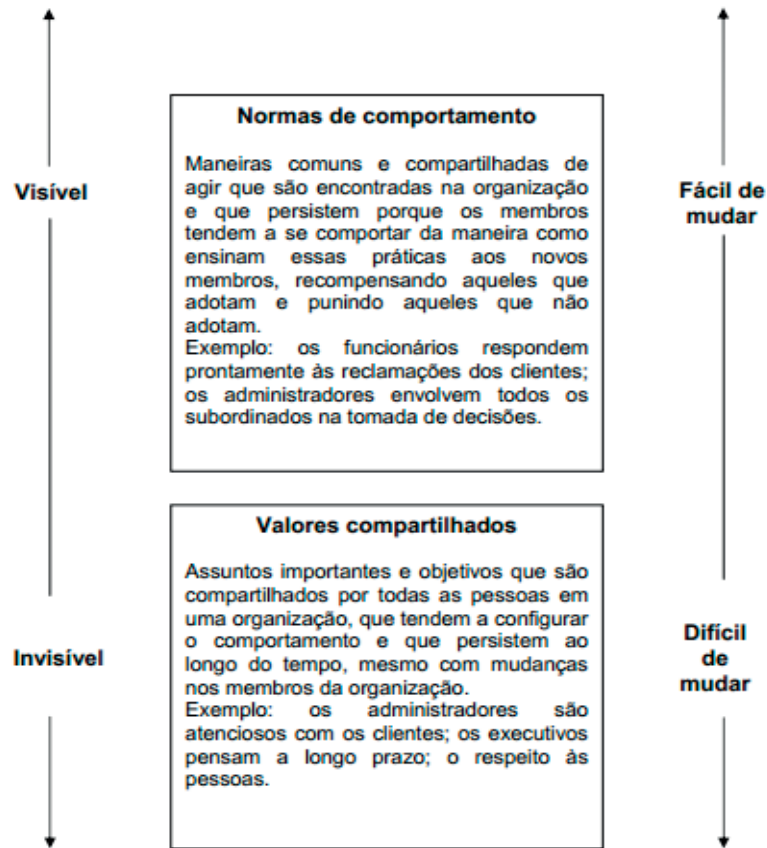 Normas de comportamento
Maneiras comuns e compartilhadas de
agir que são encontradas na organização
e que persistem porque os membros
tendem a se comportar da maneira como
ensinam essas práticas aos novos
membros, recompensando aqueles que
adotam e punindo aqueles que não
adotam.
Exemplo: os funcionários respondem
prontamente às reclamações dos clientes;
os administradores envolvem todos os
subordinados na tomada de decisões.
Visível
Fácil de
mudar
Valores compartilhados
Assuntos importantes e objetivos que são
compartilhados por todas as pessoas em
uma organização, que tendem a configurar
o comportamento e que persistem ao
longo do tempo, mesmo com mudanças
nos membros da organização.
Exemplo: os administradores são
atenciosos com os clientes; os executivos
pensam a longo prazo; o respeito às
pessoas.
Invisível
Difícil
de
mudar